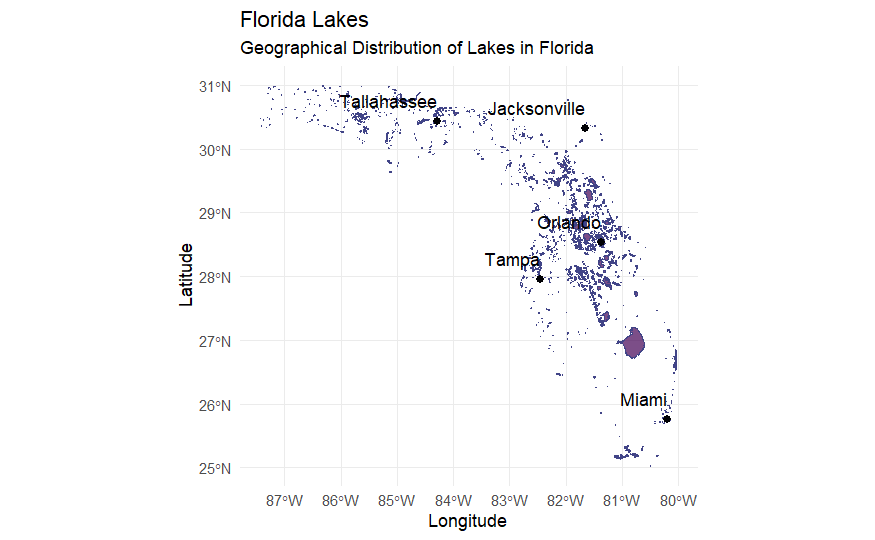 Florida Lakes
Geographical Distribution of Lakes in Florida
31°N
Tallahassee
Jacksonville
30°N
29°N
Orlando
Tampa
28°N
27°N
Miami
26°N
25°N
87°W 86°W 85°W 84°W 83°W 82°W 81°W 80°W
Longitude
Latitude